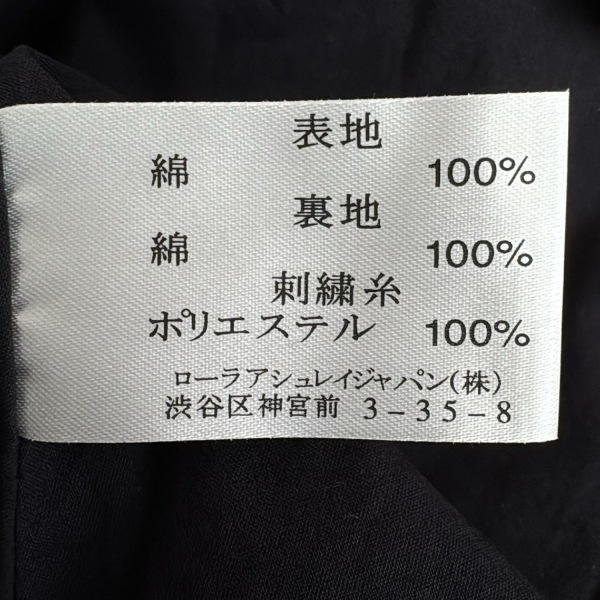 表地
綿 100%
裏地
綿 100%
刺繍糸
ポリエステル 100%
ローラアシュレイジャパン(株)
渋谷区神宮前 3-35-8